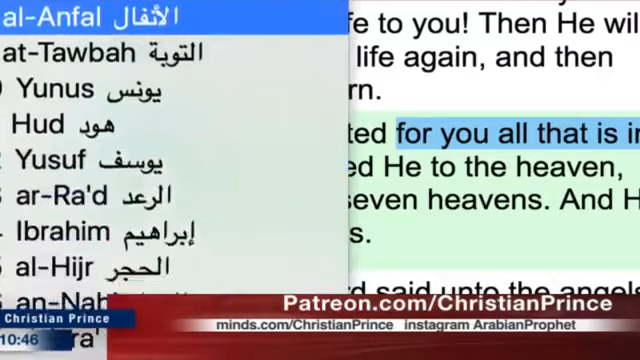 al-Anfal الأنفال
at-Tawbah التوبة
Yunus يونس
Hud هود
Yusuf يوسف
ar-Ra'd الرعد
Ibrahim إبراهيم
al-Hijr الحجر
fe to you! Then He wil
life again, and then
rn.
ted for you all that is i
ed He to the heaven,
seven heavens. And H
s.
rd said unto the angels
Patreon.com/ChristianPrince
minds.com/ChristianPrince instagram ArabianProphet
Christian Prince
10:46